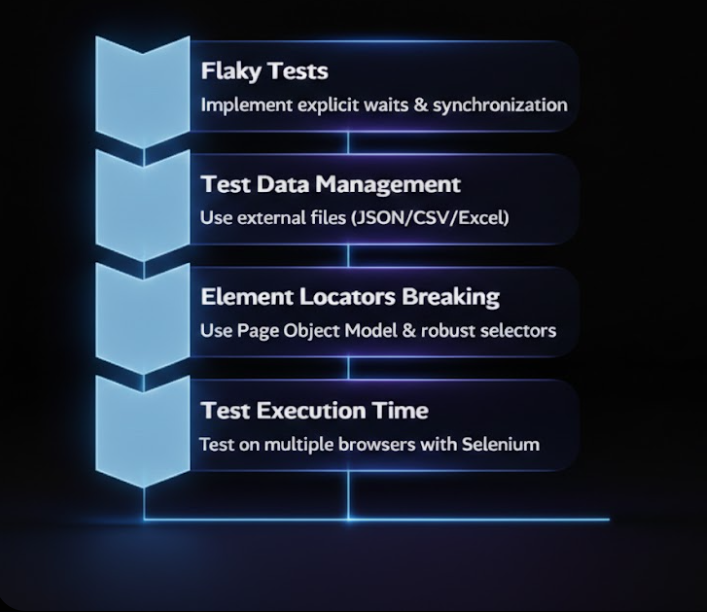 Flaky Tests
Implement explicit waits & synchronization
Test Data Management
Use external files (JSON/CSV/Excel)
Element Locators Breaking
Use Page Object Model & robust selectors
Test Execution Time
Test on multiple browsers with Selenium